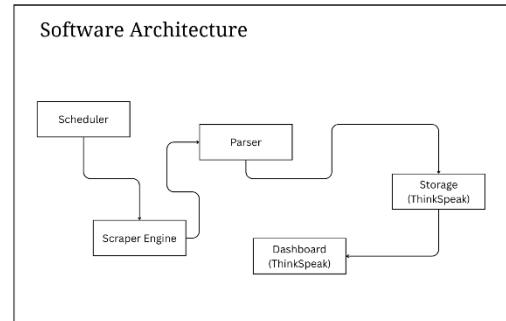 Software Architecture
Scheduler
Parser
Storage
(ThinkSpeak)
Scraper Engine
Dashboard
(ThinkSpeak)